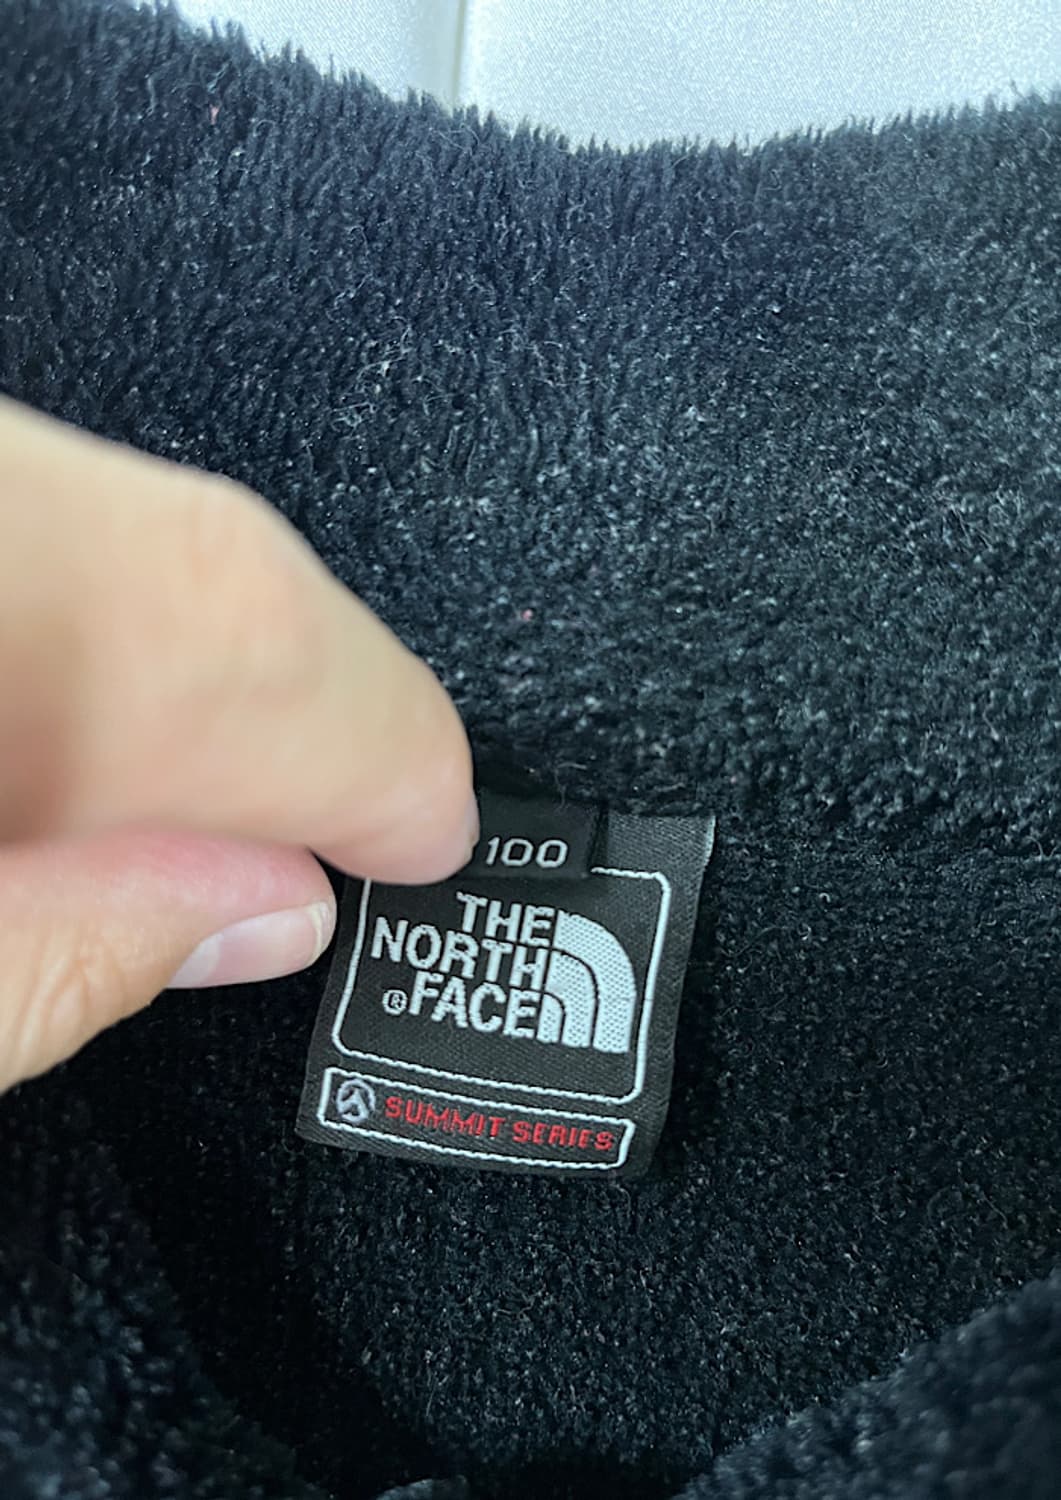 100
THE
NORTH
®FACE
SUMMIT SERIES